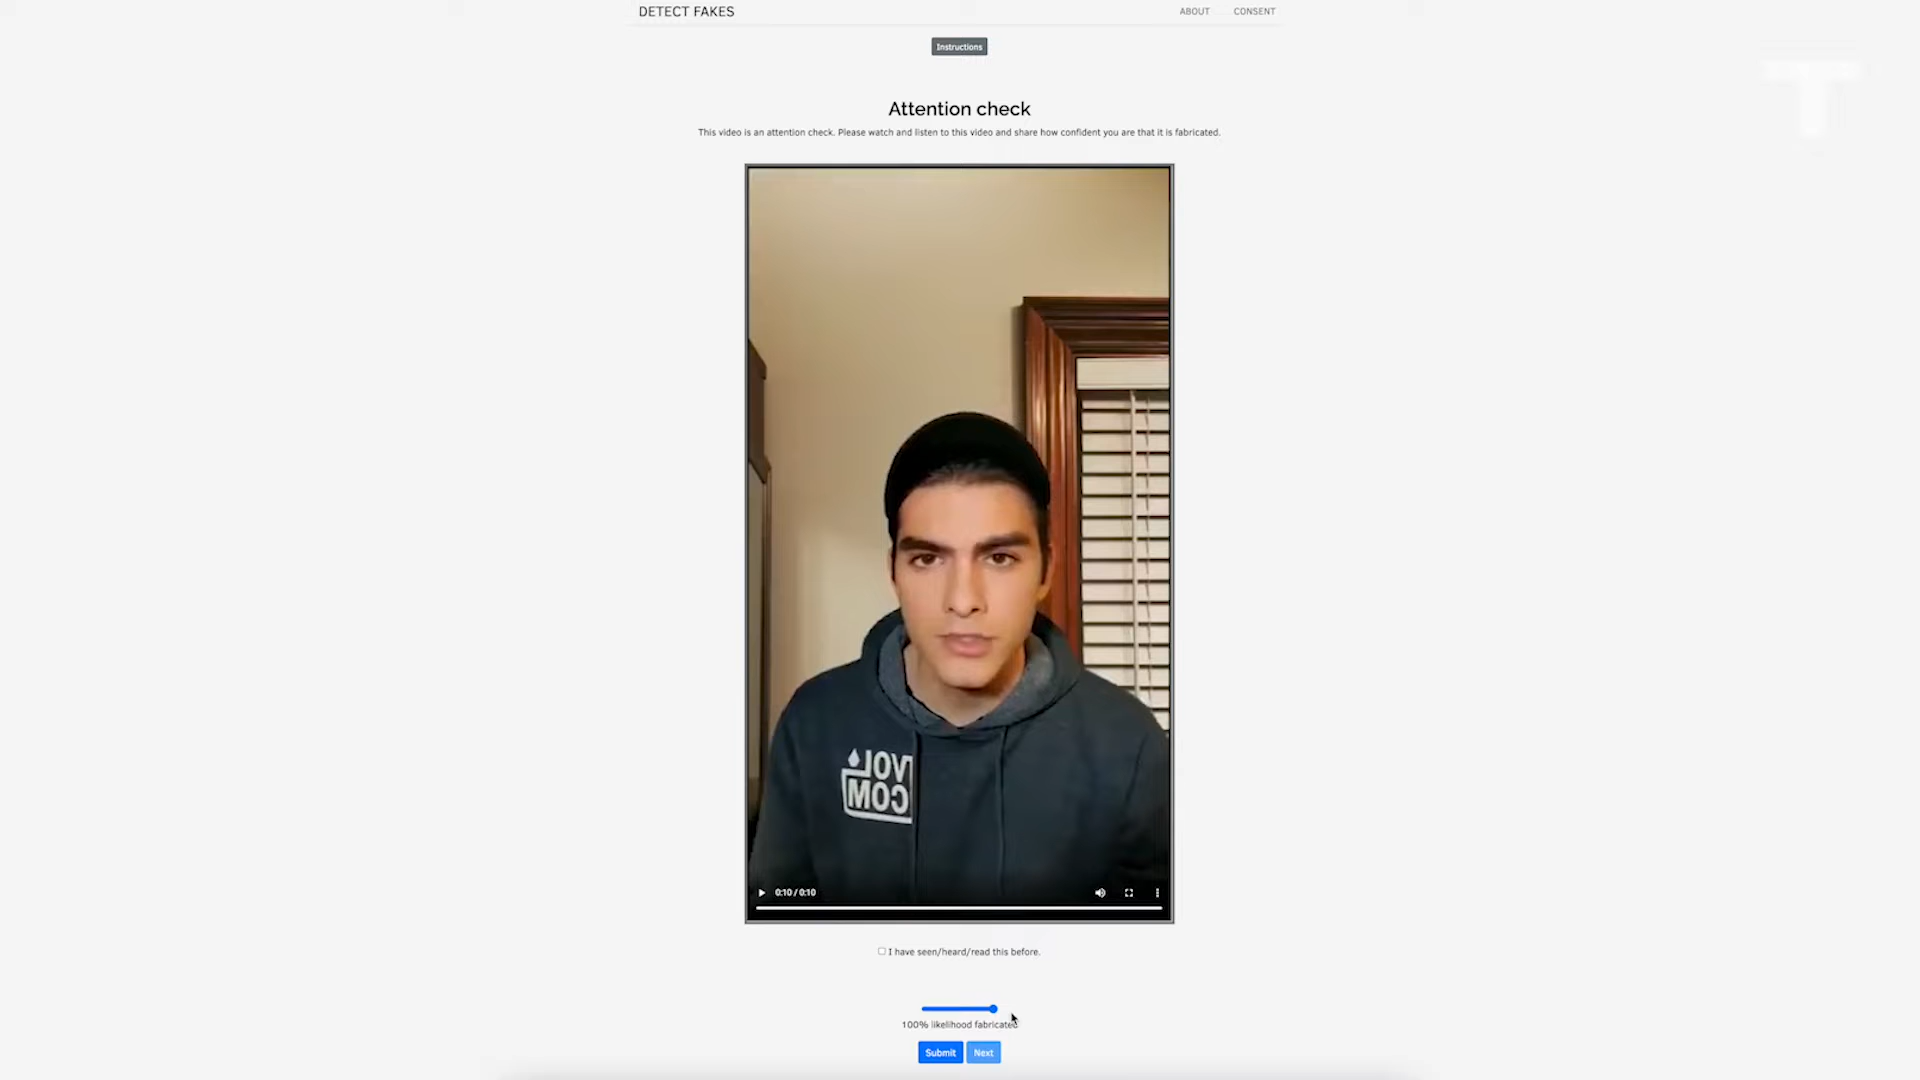 DETECT FAKES
ABOUT
CONSENT
Instructions
Attention check
This video is an attention check. Please watch and listen to this video and share how confident you are that it is fabricated.
VOL
COM
0:10 / 0:10
I have seen/heard/read this before.
100% likelihood fabricated
Submit
Next
T